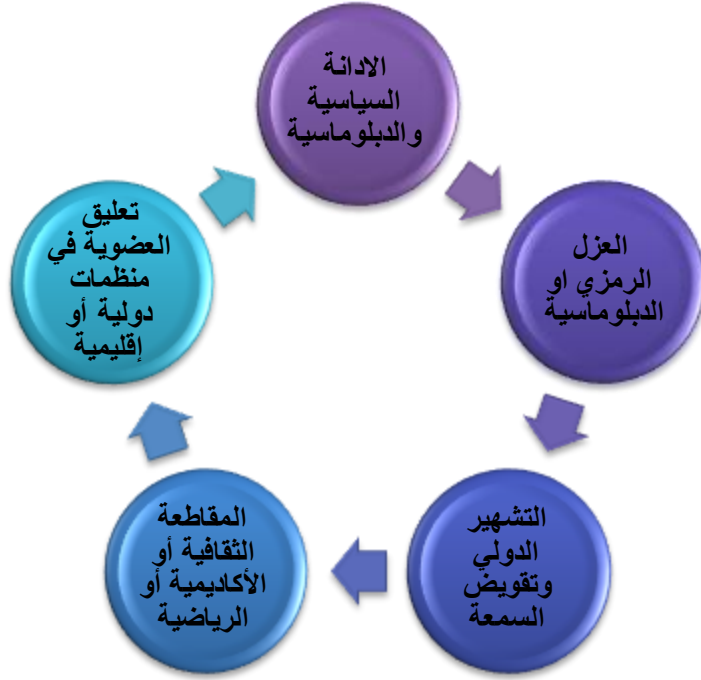 الادانة
السياسية
والدبلوماسية
العزل
الرمزي او
الدبلوماسية
التشهير
الدولي
وتقويض
السمعة
المقاطعة
الثقافية أو
الأكاديمية أو
الرياضية
تعليق
العضوية في
منظمات
دولية أو
إقليمية